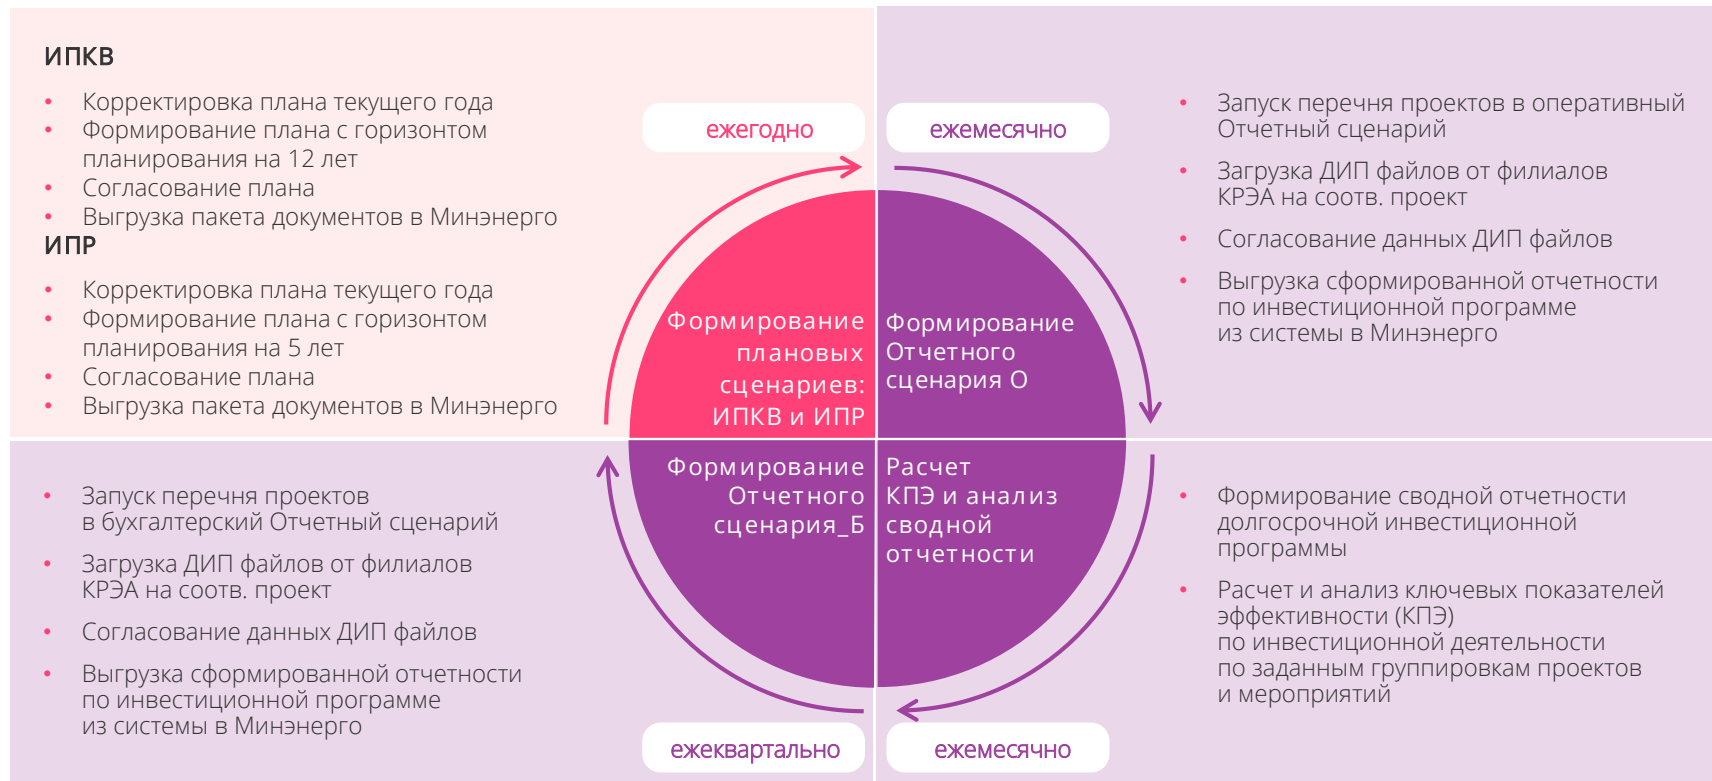 ИПКВ
• Корректировка плана текущего года
• Формирование плана с горизонтом
планирования на 12 лет
• Согласование плана
• Выгрузка пакета документов в Минэнерго
ИПР
• Корректировка плана текущего года
• Формирование плана с горизонтом
планирования на 5 лет
• Согласование плана
• Выгрузка пакета документов в Минэнерго
ежегодно
Формирование
плановых
сценариев:
ИПКВ и ИПР
ежемесячно
Формирование
Отчетного
сценария О
• Запуск перечня проектов в оперативный
Отчетный сценарий
• Загрузка ДИП файлов от филиалов
КРЭА на соотв. проект
• Согласование данных ДИП файлов
• Выгрузка сформированной отчетности
по инвестиционной программе
из системы в Минэнерго
• Запуск перечня проектов
в бухгалтерский Отчетный сценарий
• Загрузка ДИП файлов от филиалов
КРЭА на соотв. проект
• Согласование данных ДИП файлов
• Выгрузка сформированной отчетности
по инвестиционной программе
из системы в Минэнерго
Формирование
Отчетного
сценария_Б
ежеквартально
Расчет
КПЭ и анализ
сводной
отчетности
ежемесячно
• Формирование сводной отчетности
долгосрочной инвестиционной
программы
• Расчет и анализ ключевых показателей
эффективности (КПЭ)
по инвестиционной деятельности
по заданным группировкам проектов
и мероприятий